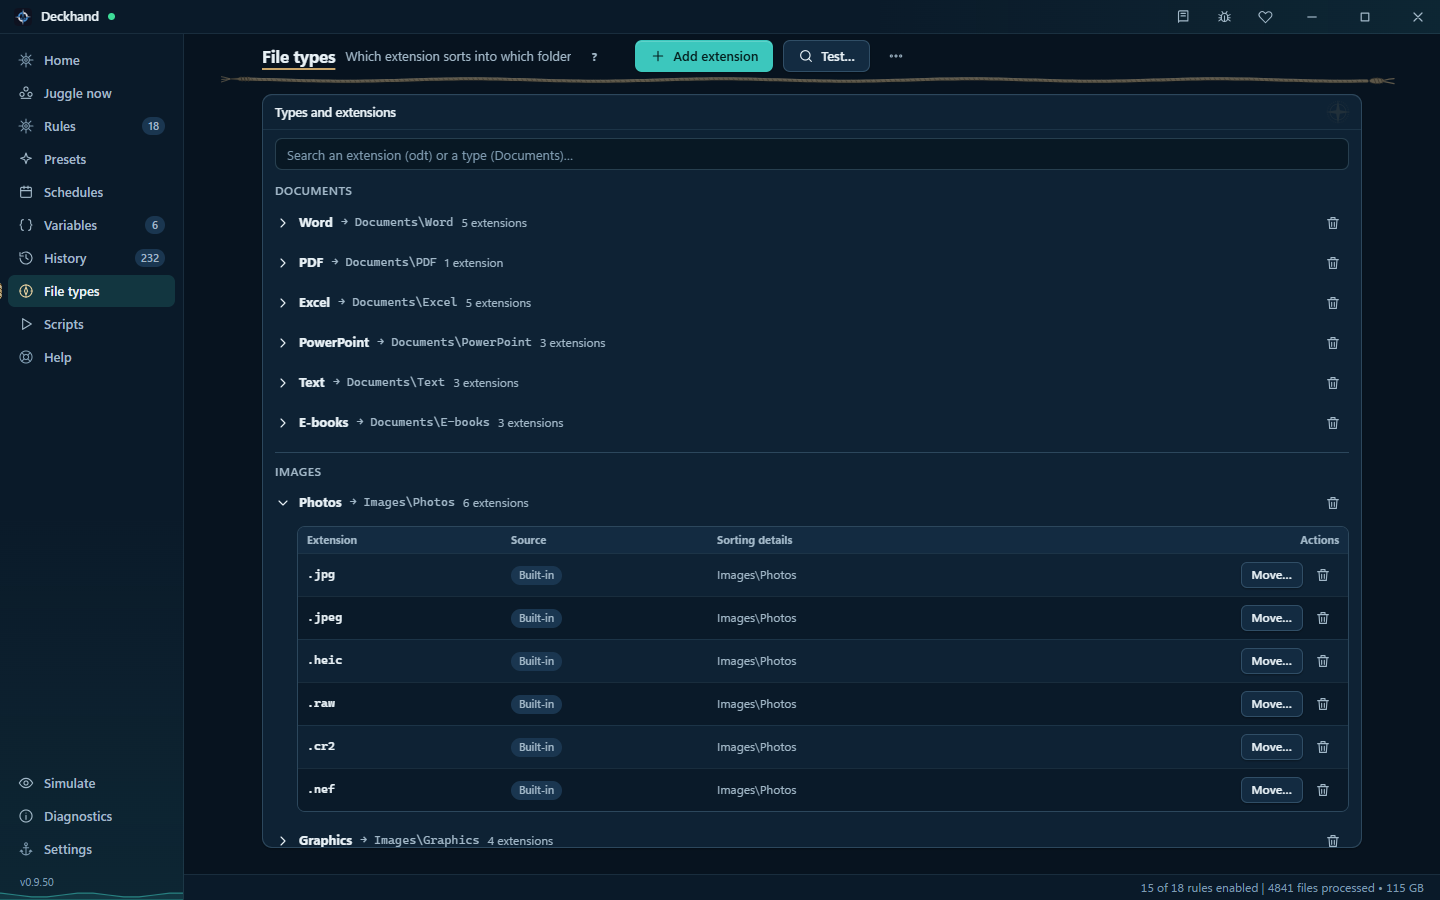 Deckhand
Home
Juggle now
Rules 18
Presets
Schedules
Variables 6
History 232
File types
Scripts
Help
Simulate
Diagnostics
Settings
v0.9.50
File types Which extension sorts into which folder ? + Add extension Test... ...
Types and extensions
Search an extension (odt) or a type (Documents)...
DOCUMENTS
Word → Documents\Word 5 extensions
PDF → Documents\PDF 1 extension
Excel → Documents\Excel 5 extensions
PowerPoint → Documents\PowerPoint 3 extensions
Text → Documents\Text 3 extensions
E-books → Documents\E-books 3 extensions
IMAGES
Photos → Images\Photos 6 extensions
Extension Source Sorting details Actions
.jpg Built-in Images\Photos Move...
.jpeg Built-in Images\Photos Move...
.heic Built-in Images\Photos Move...
.raw Built-in Images\Photos Move...
.cr2 Built-in Images\Photos Move...
.nef Built-in Images\Photos Move...
Graphics → Images\Graphics 4 extensions
15 of 18 rules enabled | 4841 files processed • 115 GB